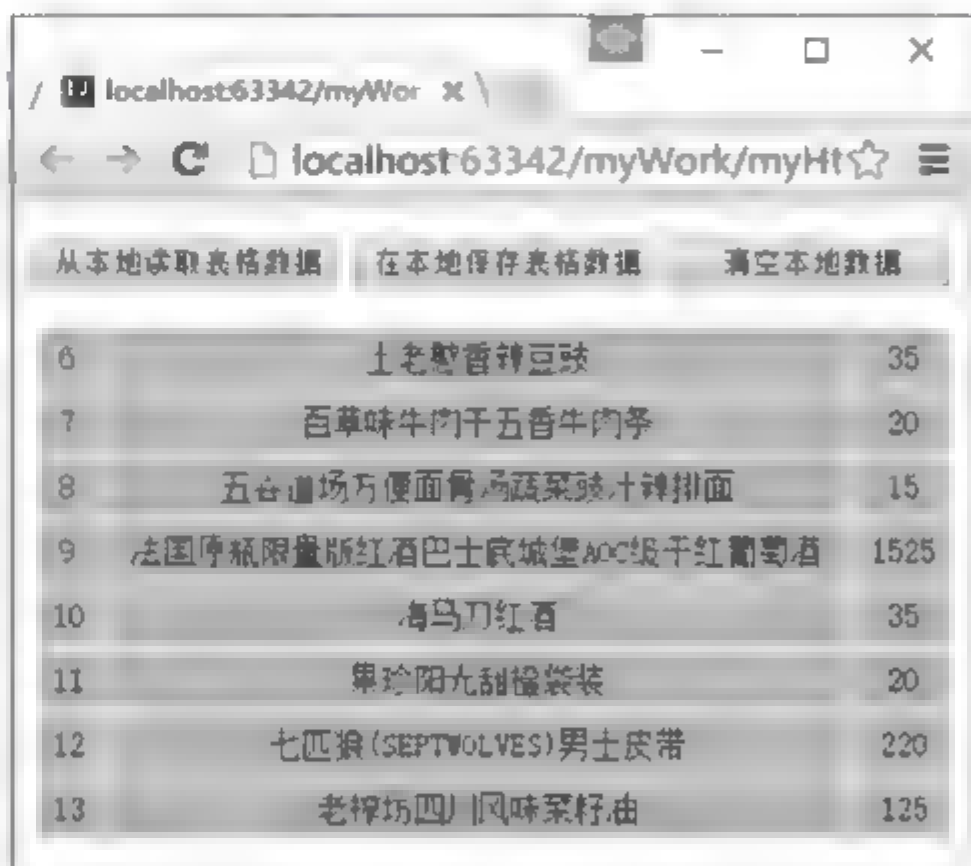 localhost:63342/myWor
localhost:63342/myWork/myHt
从本地读取表格数据 在本地保存表格数据 清空本地数据
6 土老憨香辣豆豉 35
7 百草味牛肉干五香牛肉条 20
8 五谷道场方便面骨汤蔬菜豉汁辣排面 15
9 法国原瓶限量版红酒巴士底城堡AOC级干红葡萄酒 1525
10 海马刀红酒 35
11 果珍阳光甜橙袋装 20
12 七匹狼(SEPTWOLVES)男士皮带 220
13 老榨坊四川风味菜籽油 125